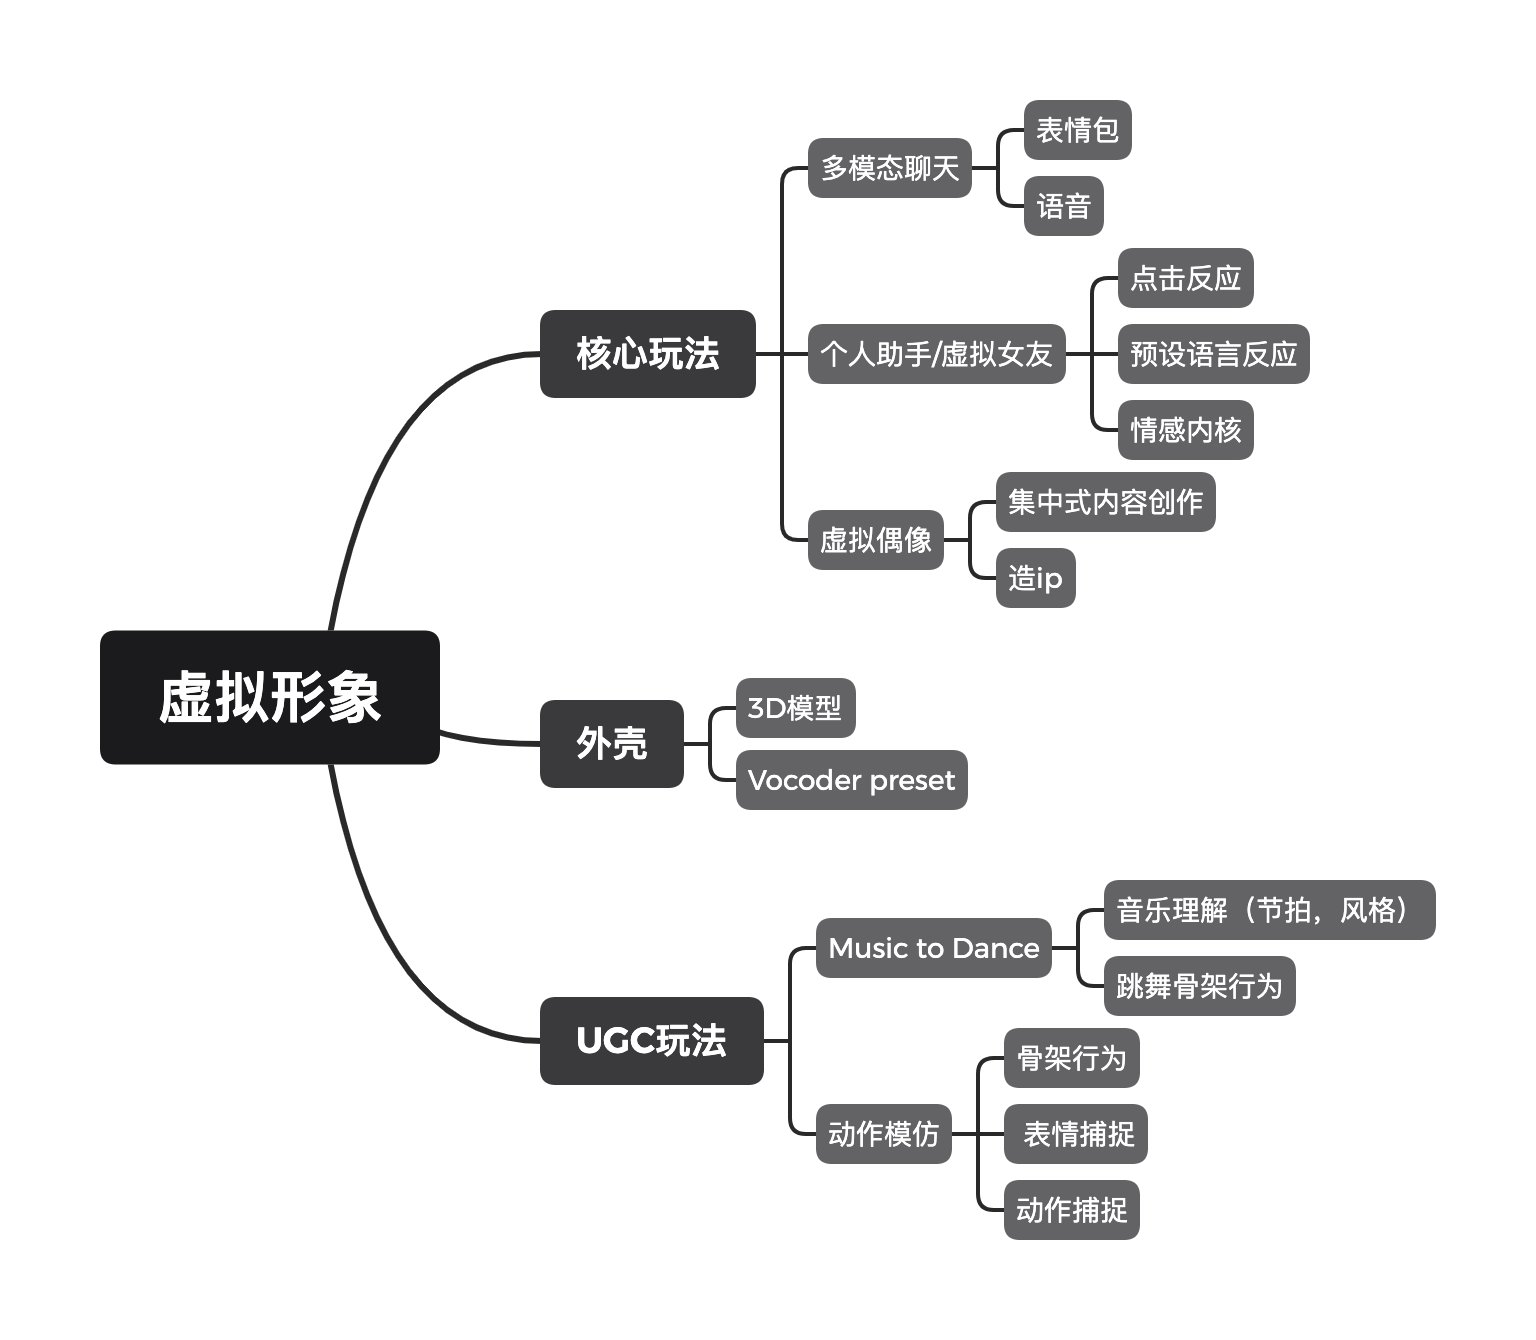 虚拟形象
核心玩法
多模态聊天
表情包
语音
个人助手/虚拟女友
点击反应
预设语言反应
情感内核
虚拟偶像
集中式内容创作
造ip
外壳
3D模型
Vocoder preset
UGC玩法
Music to Dance
音乐理解（节拍，风格）
跳舞骨架行为
动作模仿
骨架行为
表情捕捉
动作捕捉